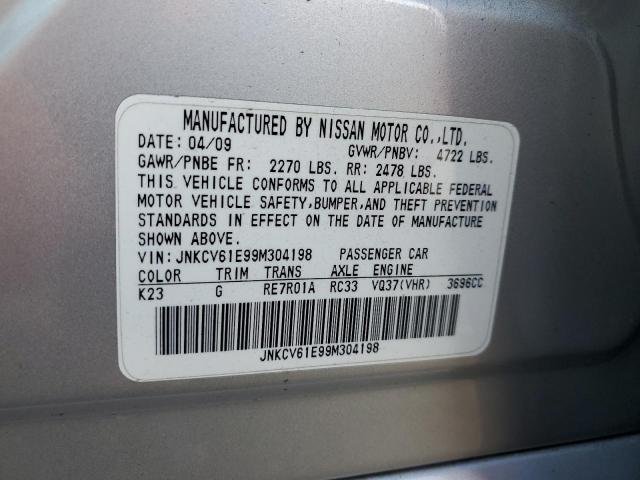 MANUFACTURED BY NISSAN MOTOR CO.,LTD.
DATE: 04/09 GVWR/PNBV: 4722 LBS.
GAWR/PNBE FR: 2270 LBS. RR: 2478 LBS.
THIS VEHICLE CONFORMS TO ALL APPLICABLE FEDERAL
MOTOR VEHICLE SAFETY,BUMPER,AND THEFT PREVENTION
STANDARDS IN EFFECT ON THE DATE OF MANUFACTURE
SHOWN ABOVE.
VIN:JNKCV61E99M304198 PASSENGER CAR
COLOR TRIM TRANS AXLE ENGINE
K23 G RE7R01A RC33 VQ37(VHR) 3696CC
JNKCV61E99M304198